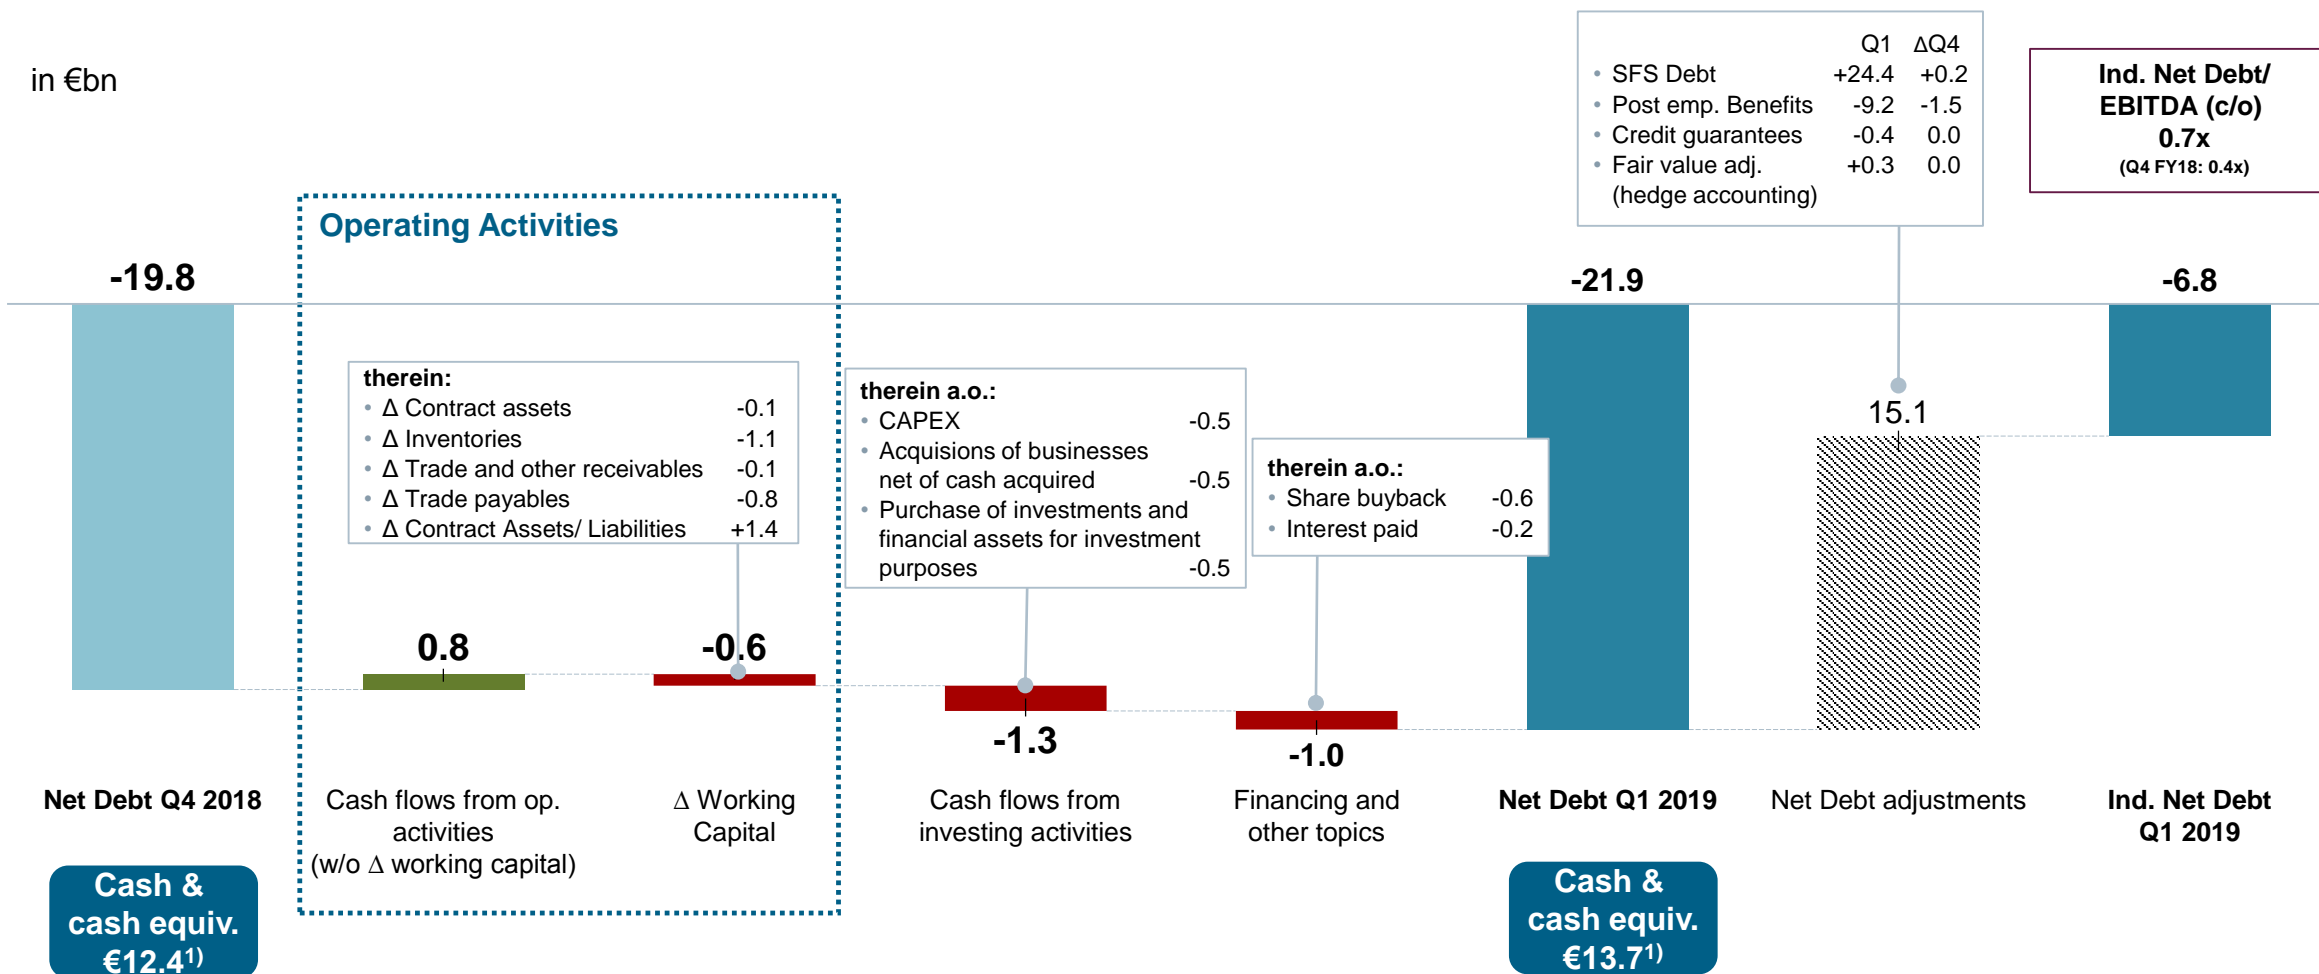 in €bn
Q1 ΔQ4
• SFS Debt +24.4 +0.2
• Post emp. Benefits -9.2 -1.5
• Credit guarantees -0.4 0.0
• Fair value adj. +0.3 0.0
(hedge accounting)
Ind. Net Debt/
EBITDA (c/o)
0.7x
(Q4 FY18: 0.4x)
Operating Activities
-19.8
-21.9
-6.8
therein:
• Δ Contract assets -0.1
• Δ Inventories -1.1
• Δ Trade and other receivables -0.1
• Δ Trade payables -0.8
• Δ Contract Assets/ Liabilities +1.4
therein a.o.:
• CAPEX -0.5
• Acquisions of businesses
net of cash acquired -0.5
• Purchase of investments and
financial assets for investment
purposes -0.5
therein a.o.:
• Share buyback -0.6
• Interest paid -0.2
15.1
0.8
-0.6
-1.3
-1.0
Net Debt Q4 2018
Cash flows from op.
activities
(w/o Δ working capital)
Δ Working
Capital
Cash flows from
investing activities
Financing and
other topics
Net Debt Q1 2019
Net Debt adjustments
Ind. Net Debt
Q1 2019
Cash &
cash equiv.
€12.4¹⁾
Cash &
cash equiv.
€13.7¹⁾